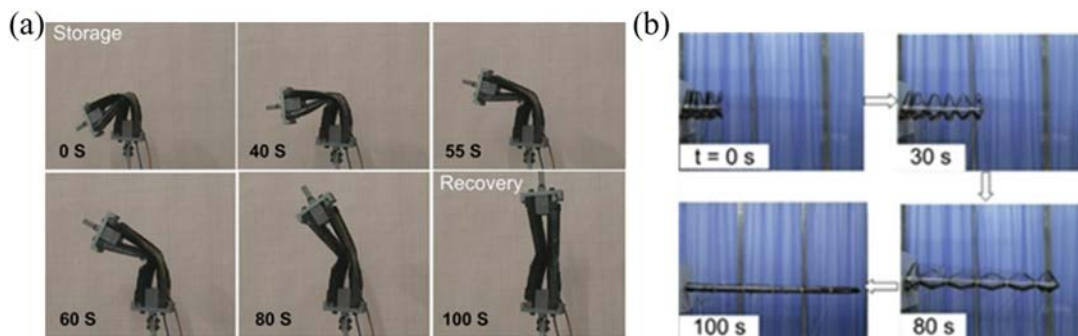 (a)
Storage
0 S
40 S
55 S
60 S
80 S
Recovery
100 S
(b)
t = 0 s
30 s
100 s
80 s